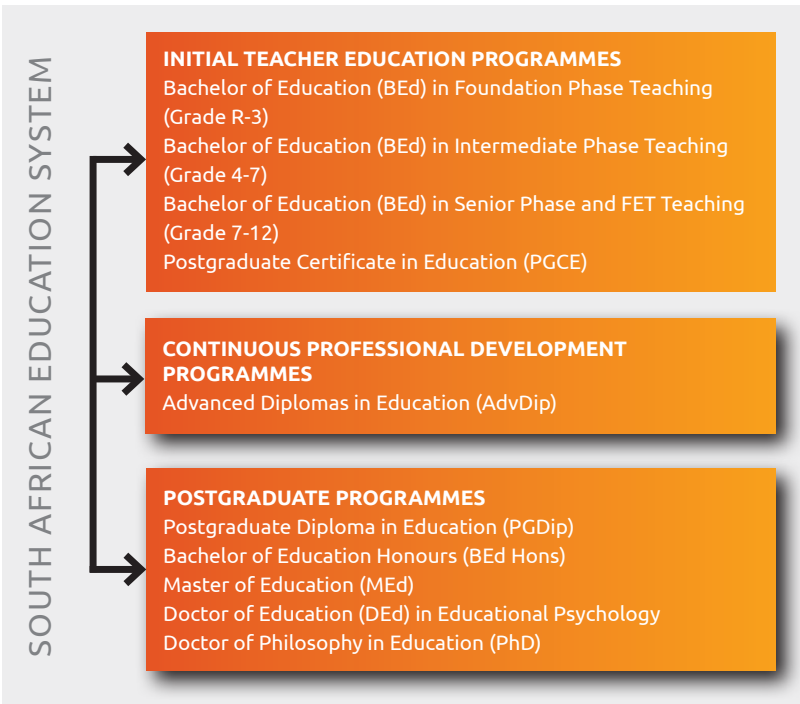 SOUTH AFRICAN EDUCATION SYSTEM
INITIAL TEACHER EDUCATION PROGRAMMES
Bachelor of Education (BEd) in Foundation Phase Teaching
(Grade R-3)
Bachelor of Education (BEd) in Intermediate Phase Teaching
(Grade 4-7)
Bachelor of Education (BEd) in Senior Phase and FET Teaching
(Grade 7-12)
Postgraduate Certificate in Education (PGCE)
CONTINUOUS PROFESSIONAL DEVELOPMENT
PROGRAMMES
Advanced Diplomas in Education (AdvDip)
POSTGRADUATE PROGRAMMES
Postgraduate Diploma in Education (PGDip)
Bachelor of Education Honours (BEd Hons)
Master of Education (MEd)
Doctor of Education (DEd) in Educational Psychology
Doctor of Philosophy in Education (PhD)